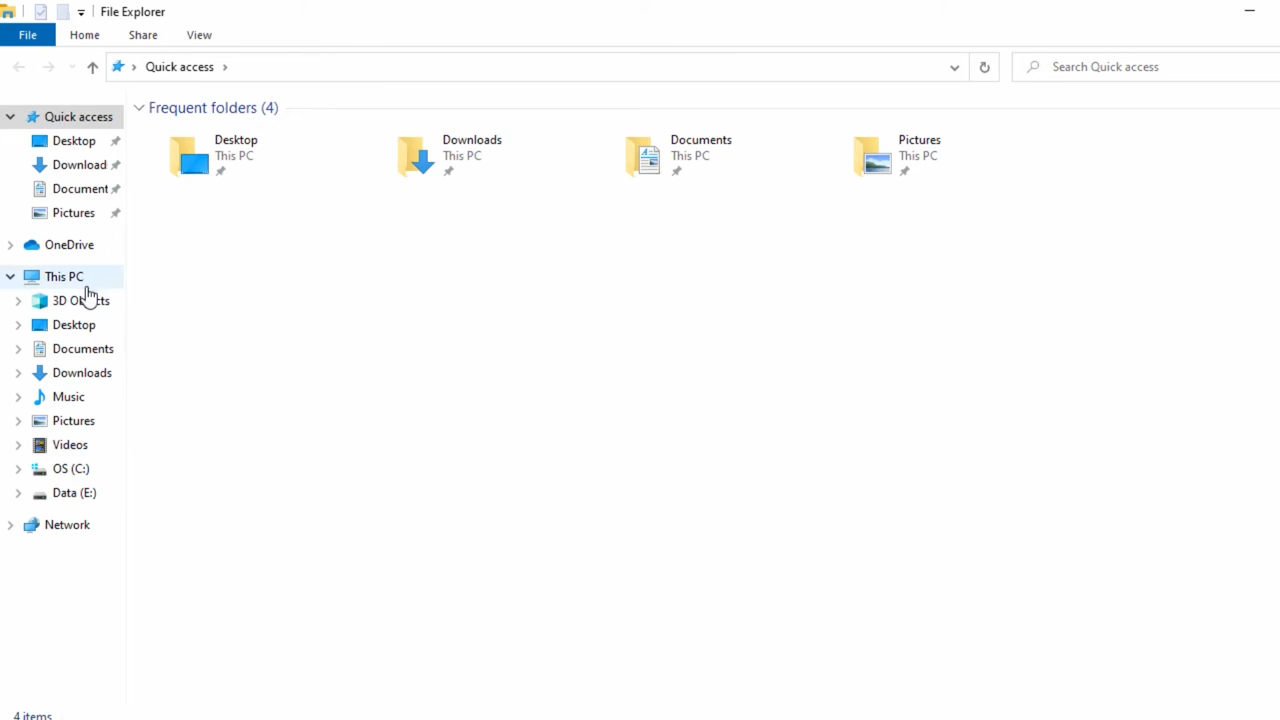 File Explorer
File Home Share View
Quick access
Search Quick access
Quick access
Desktop
Download
Document
Pictures
OneDrive
This PC
3D Objects
Desktop
Documents
Downloads
Music
Pictures
Videos
OS (C:)
Data (E:)
Network
Frequent folders (4)
Desktop
This PC
Downloads
This PC
Documents
This PC
Pictures
This PC
4 items